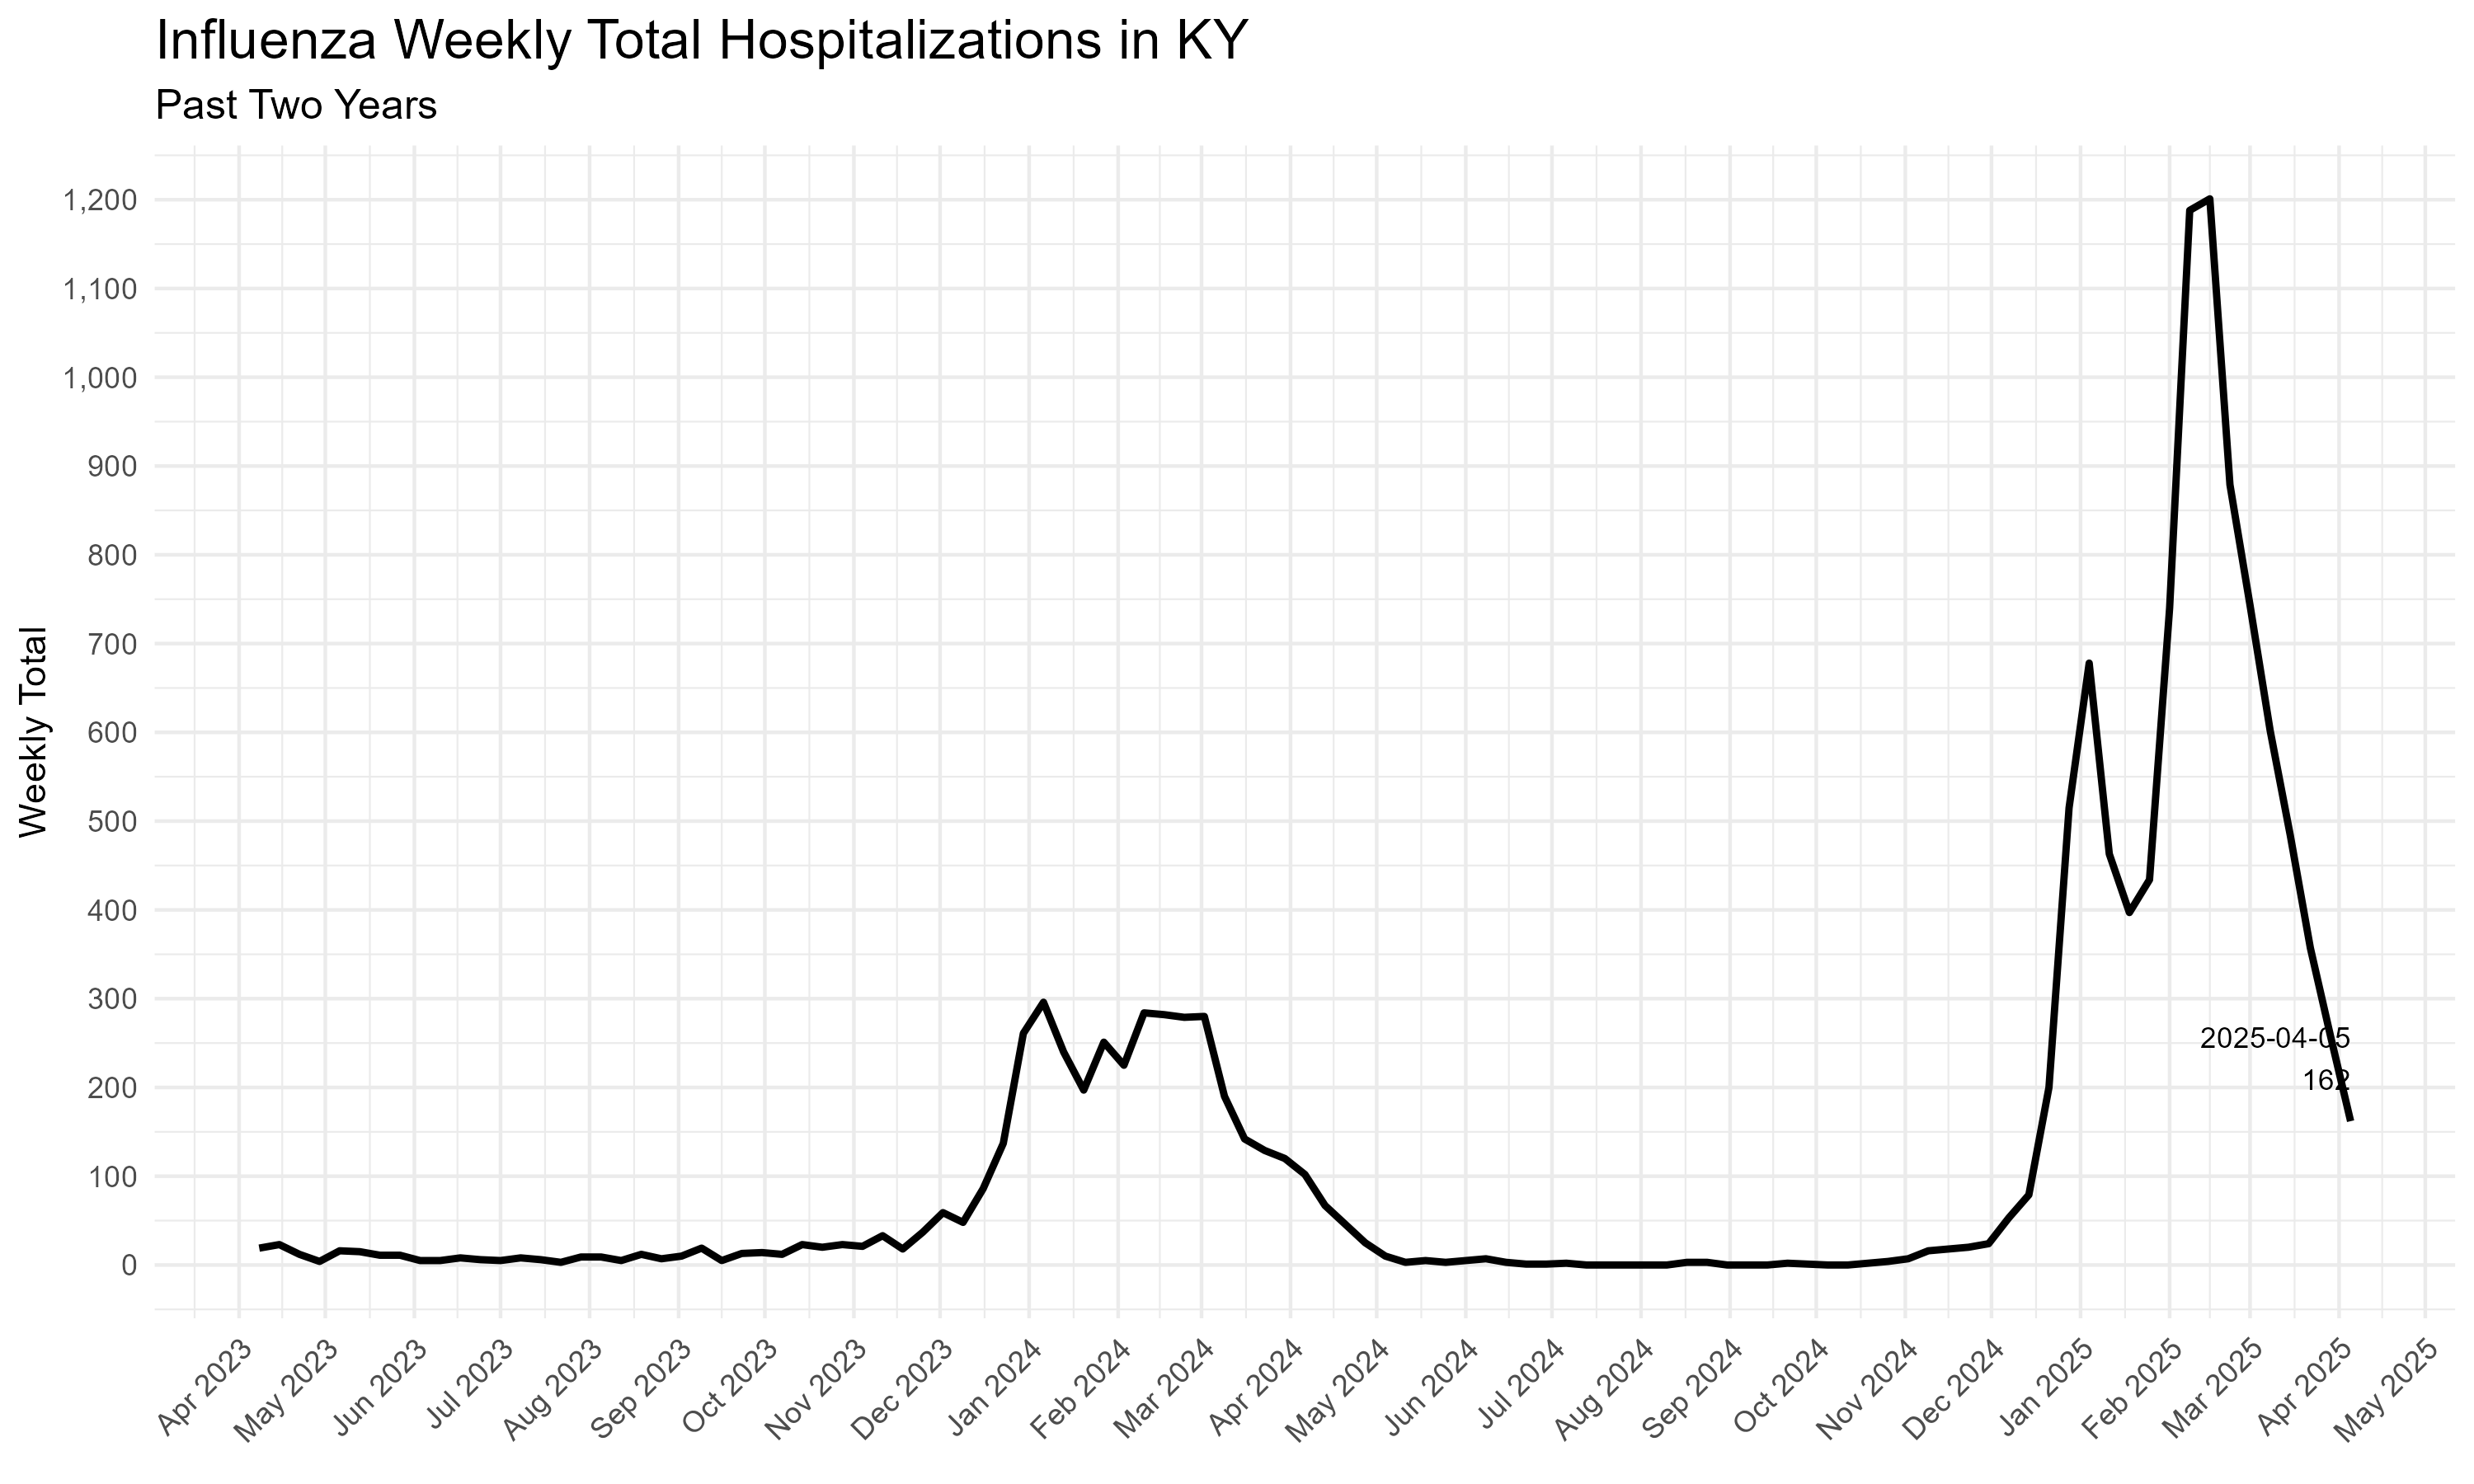 Influenza Weekly Total Hospitalizations in KY
Past Two Years
Weekly Total
1,200
1,100
1,000
900
800
700
600
500
400
300
200
100
0
2025-04-05
162
Apr 2023
May 2023
Jun 2023
Jul 2023
Aug 2023
Sep 2023
Oct 2023
Nov 2023
Dec 2023
Jan 2024
Feb 2024
Mar 2024
Apr 2024
May 2024
Jun 2024
Jul 2024
Aug 2024
Sep 2024
Oct 2024
Nov 2024
Dec 2024
Jan 2025
Feb 2025
Mar 2025
Apr 2025
May 2025